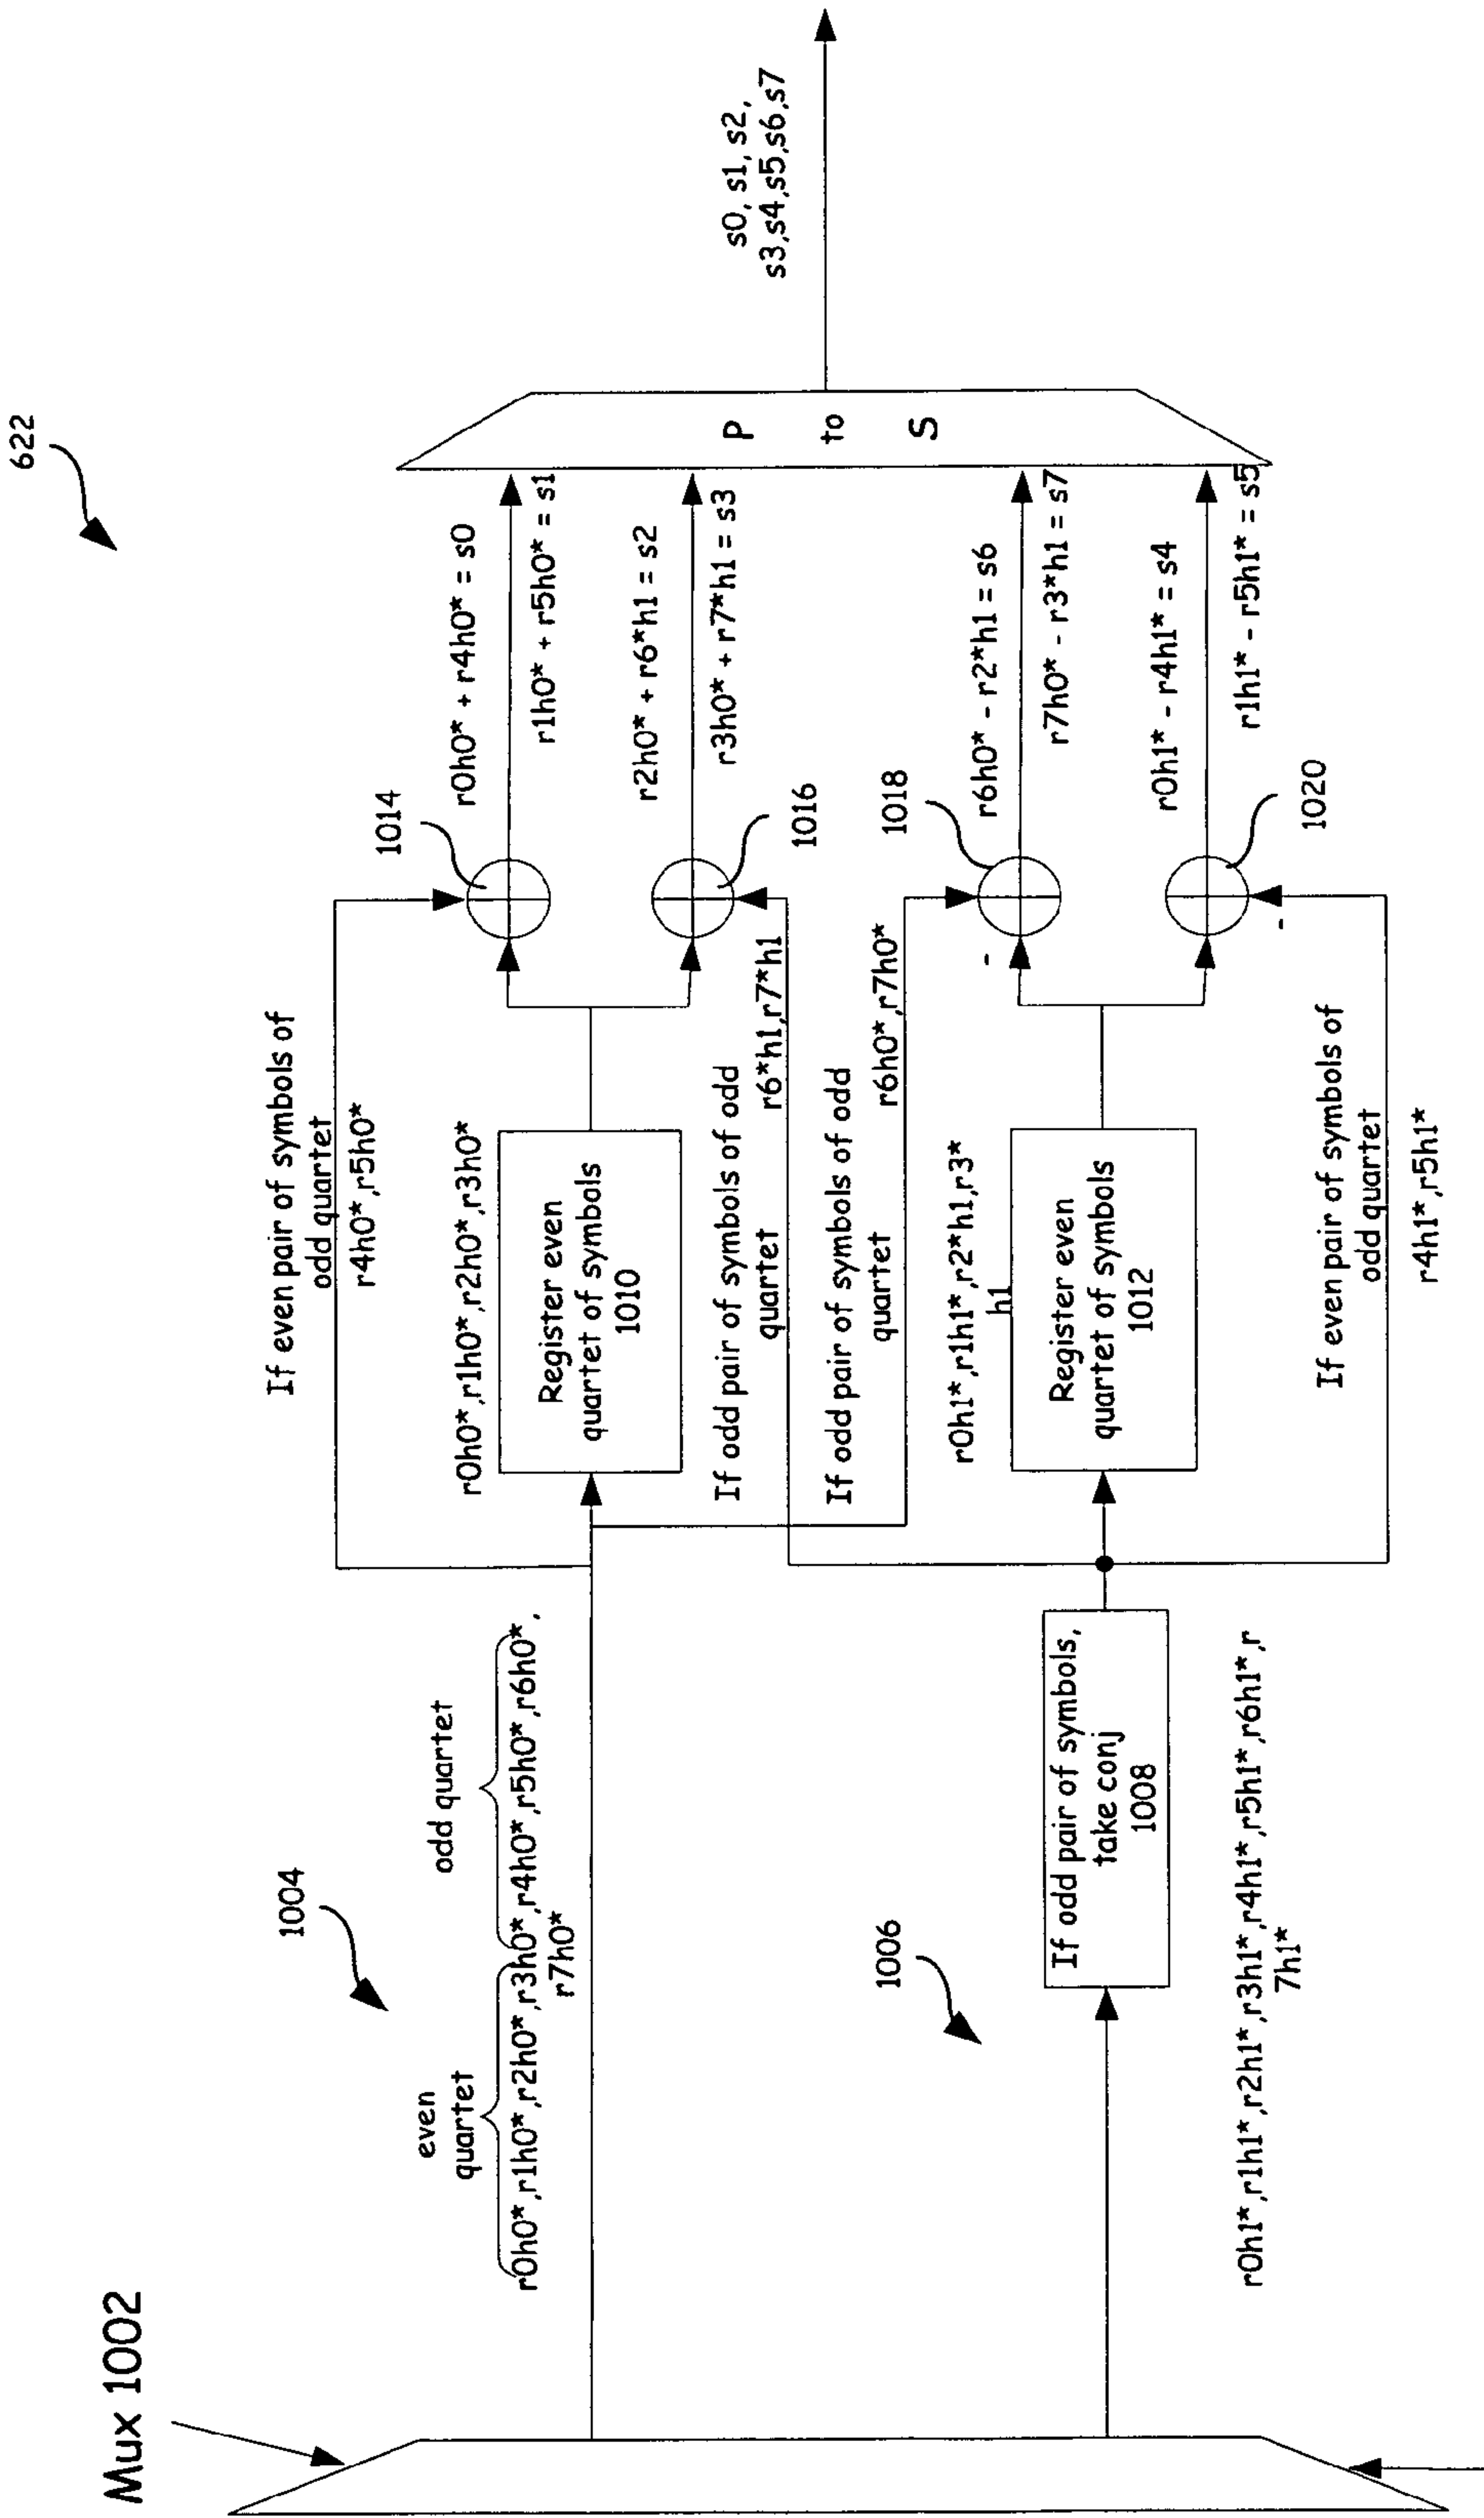 622
Mux 1002
1004
even
quartet
odd quartet
r0h0*,r1h0*,r2h0*,r3h0*,r4h0*,r5h0*,r6h0*,
r7h0*
If even pair of symbols of
odd quartet
r4h0*,r5h0*
r0h0*,r1h0*,r2h0*,r3h0*
Register even
quartet of symbols
1010
1014
r0h0* + r4h0* = s0
r1h0* + r5h0* = s1
r2h0* + r6*h1 = s2
r3h0* + r7*h1 = s3
1016
If odd pair of symbols of odd
quartet
r6*h1,r7*h1
If odd pair of symbols of odd
quartet
r6h0*,r7h0*
1006
If odd pair of symbols,
take conj
1008
r0h1*,r1h1*,r2h1*,r3h1*,r4h1*,r5h1*,r6h1*,r
7h1*
r0h1*,r1h1*,r2*h1,r3*
h1
Register even
quartet of symbols
1012
1018
-
r6h0* - r2*h1 = s6
r7h0* - r3*h1 = s7
r0h1* - r4h1* = s4
r1h1* - r5h1* = s5
1020
-
If even pair of symbols of
odd quartet
r4h1*,r5h1*
P
to
S
s0, s1, s2,
s3,s4,s5,s6,s7